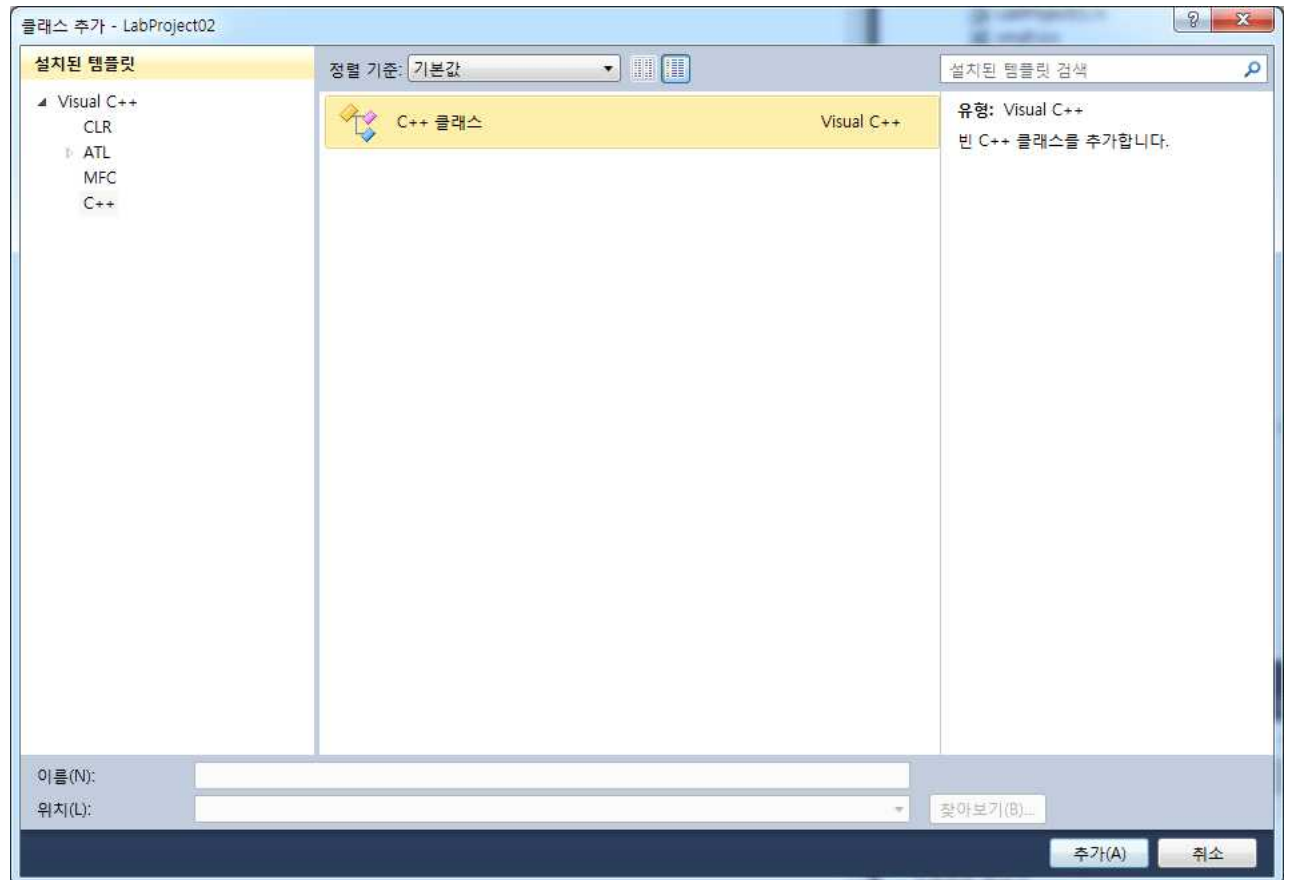 클래스 추가 - LabProject02
설치된 템플릿
정렬 기준: 기본값
설치된 템플릿 검색
Visual C++
CLR
ATL
MFC
C++
C++ 클래스 Visual C++
유형: Visual C++
빈 C++ 클래스를 추가합니다.
이름(N):
위치(L):
찾아보기(B)...
추가(A) 취소